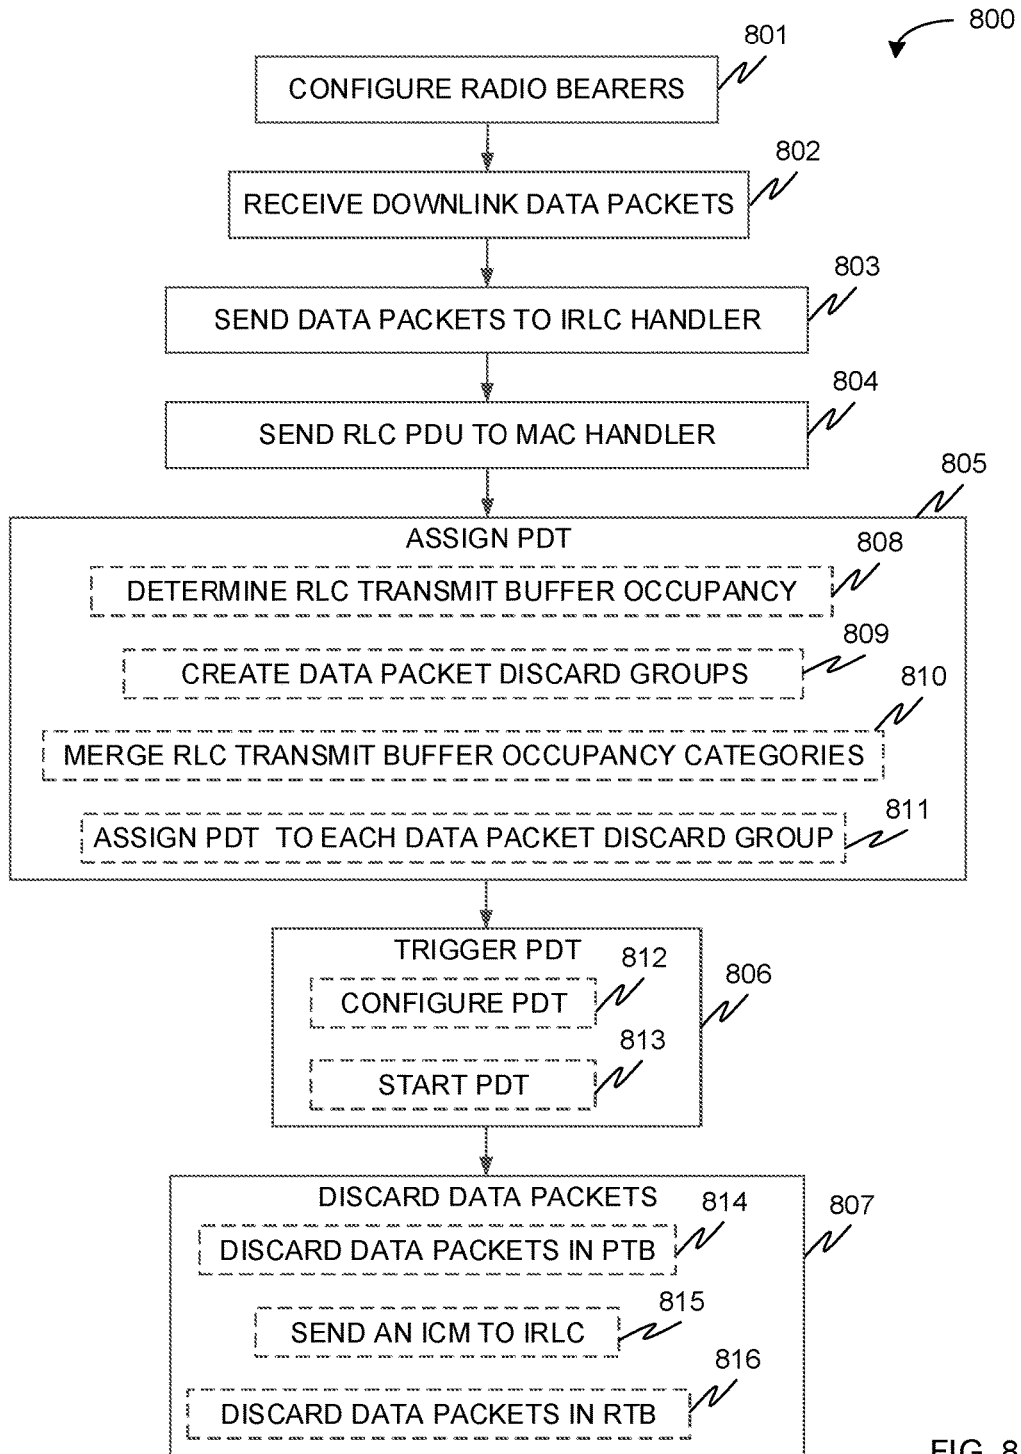 800
801
CONFIGURE RADIO BEARERS
802
RECEIVE DOWNLINK DATA PACKETS
803
SEND DATA PACKETS TO IRLC HANDLER
804
SEND RLC PDU TO MAC HANDLER
805
ASSIGN PDT
808
DETERMINE RLC TRANSMIT BUFFER OCCUPANCY
809
CREATE DATA PACKET DISCARD GROUPS
810
MERGE RLC TRANSMIT BUFFER OCCUPANCY CATEGORIES
811
ASSIGN PDT TO EACH DATA PACKET DISCARD GROUP
TRIGGER PDT
812
806
CONFIGURE PDT
813
START PDT
DISCARD DATA PACKETS
814
807
DISCARD DATA PACKETS IN PTB
815
SEND AN ICM TO IRLC
816
DISCARD DATA PACKETS IN RTB
FIG. 8